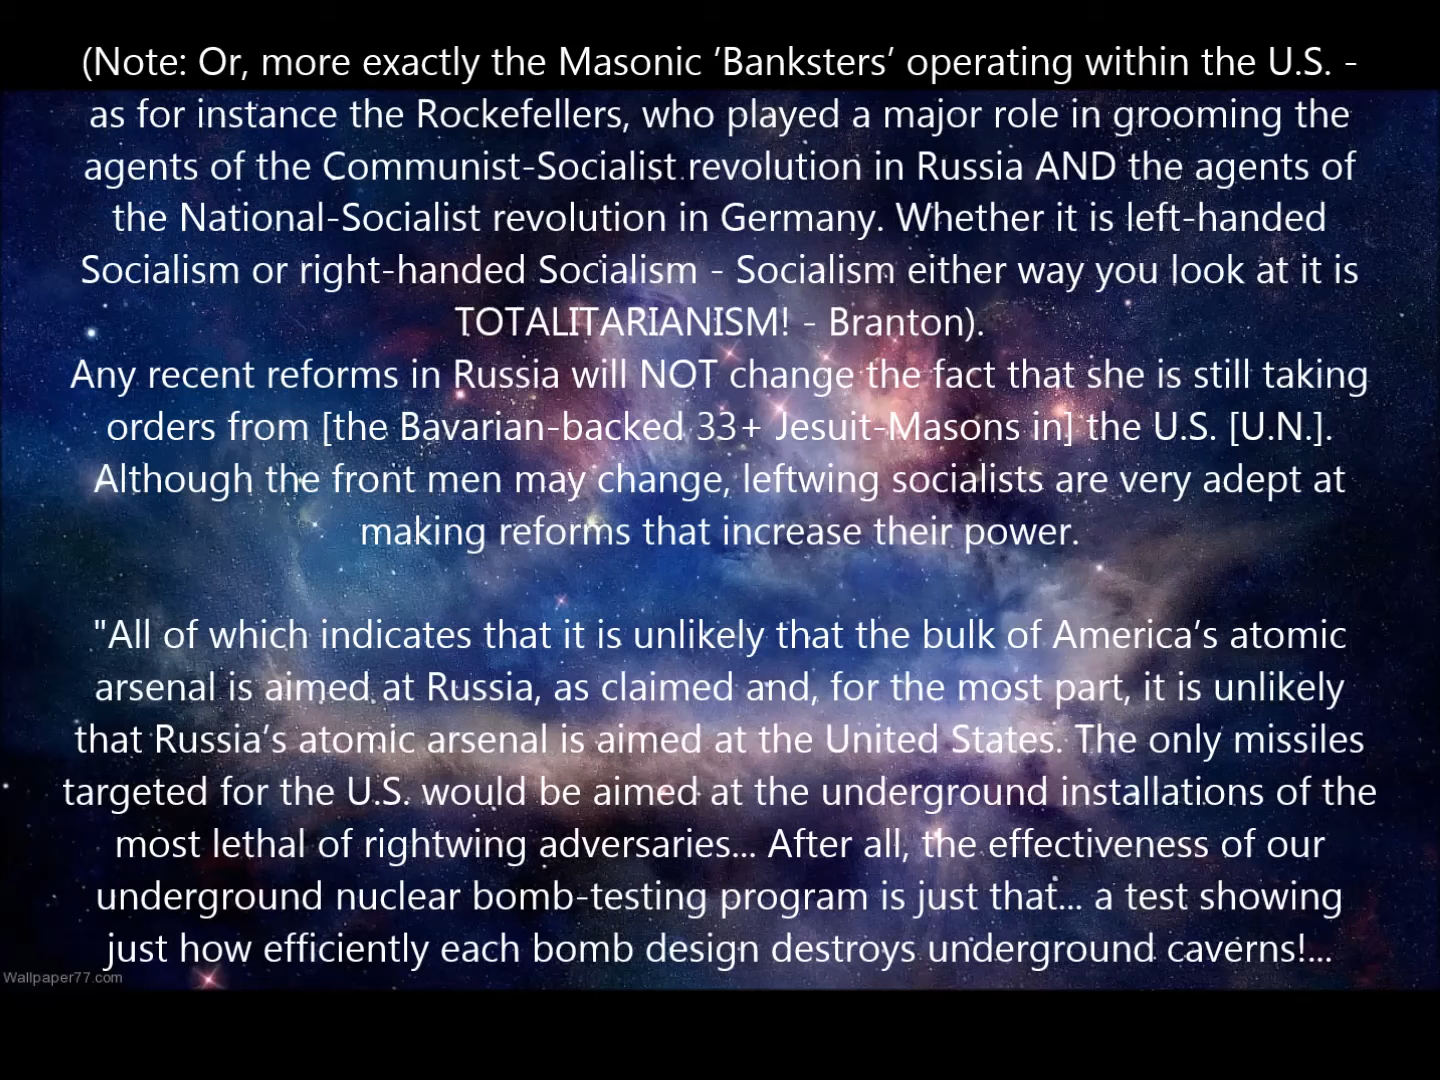 (Note: Or, more exactly the Masonic ’Banksters’ operating within the U.S. -
as for instance the Rockefellers, who played a major role in grooming the
agents of the Communist-Socialist revolution in Russia AND the agents of
the National-Socialist revolution in Germany. Whether it is left-handed
Socialism or right-handed Socialism - Socialism either way you look at it is
TOTALITARIANISM! - Branton).
Any recent reforms in Russia will NOT change the fact that she is still taking
orders from [the Bavarian-backed 33+ Jesuit-Masons in] the U.S. [U.N.].
Although the front men may change, leftwing socialists are very adept at
making reforms that increase their power.
"All of which indicates that it is unlikely that the bulk of America’s atomic
arsenal is aimed at Russia, as claimed and, for the most part, it is unlikely
that Russia’s atomic arsenal is aimed at the United States. The only missiles
targeted for the U.S. would be aimed at the underground installations of the
most lethal of rightwing adversaries... After all, the effectiveness of our
underground nuclear bomb-testing program is just that... a test showing
just how efficiently each bomb design destroys underground caverns!...
Wallpaper77.com